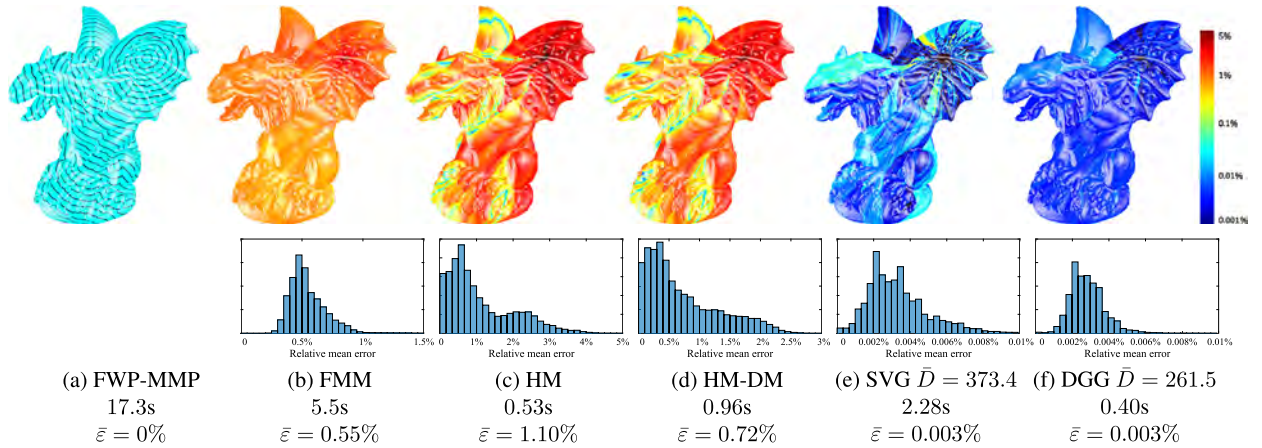 5%
1%
0.1%
0.01%
0.001%
0 0.5% 1% 1.5%
Relative mean error
0 1% 2% 3% 4% 5%
Relative mean error
0 0.5% 1% 1.5% 2% 2.5% 3%
Relative mean error
0 0.002% 0.004% 0.006% 0.008% 0.01%
Relative mean error
0 0.002% 0.004% 0.006% 0.008% 0.01%
Relative mean error
(a) FWP-MMP (b) FMM (c) HM (d) HM-DM (e) SVG D̄ = 373.4 (f) DGG D̄ = 261.5
17.3s 5.5s 0.53s 0.96s 2.28s 0.40s
ε̄ = 0% ε̄ = 0.55% ε̄ = 1.10% ε̄ = 0.72% ε̄ = 0.003% ε̄ = 0.003%